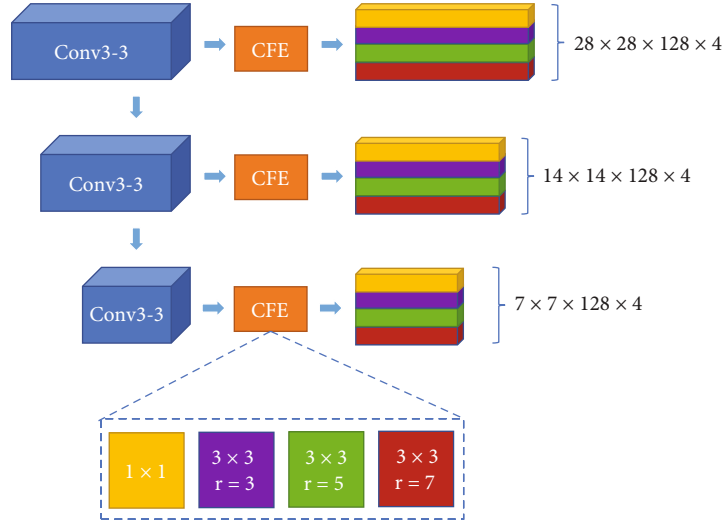 Conv3-3
CFE
28 × 28 × 128 × 4
Conv3-3
CFE
14 × 14 × 128 × 4
Conv3-3
CFE
7 × 7 × 128 × 4
1 × 1
3 × 3
r = 3
3 × 3
r = 5
3 × 3
r = 7